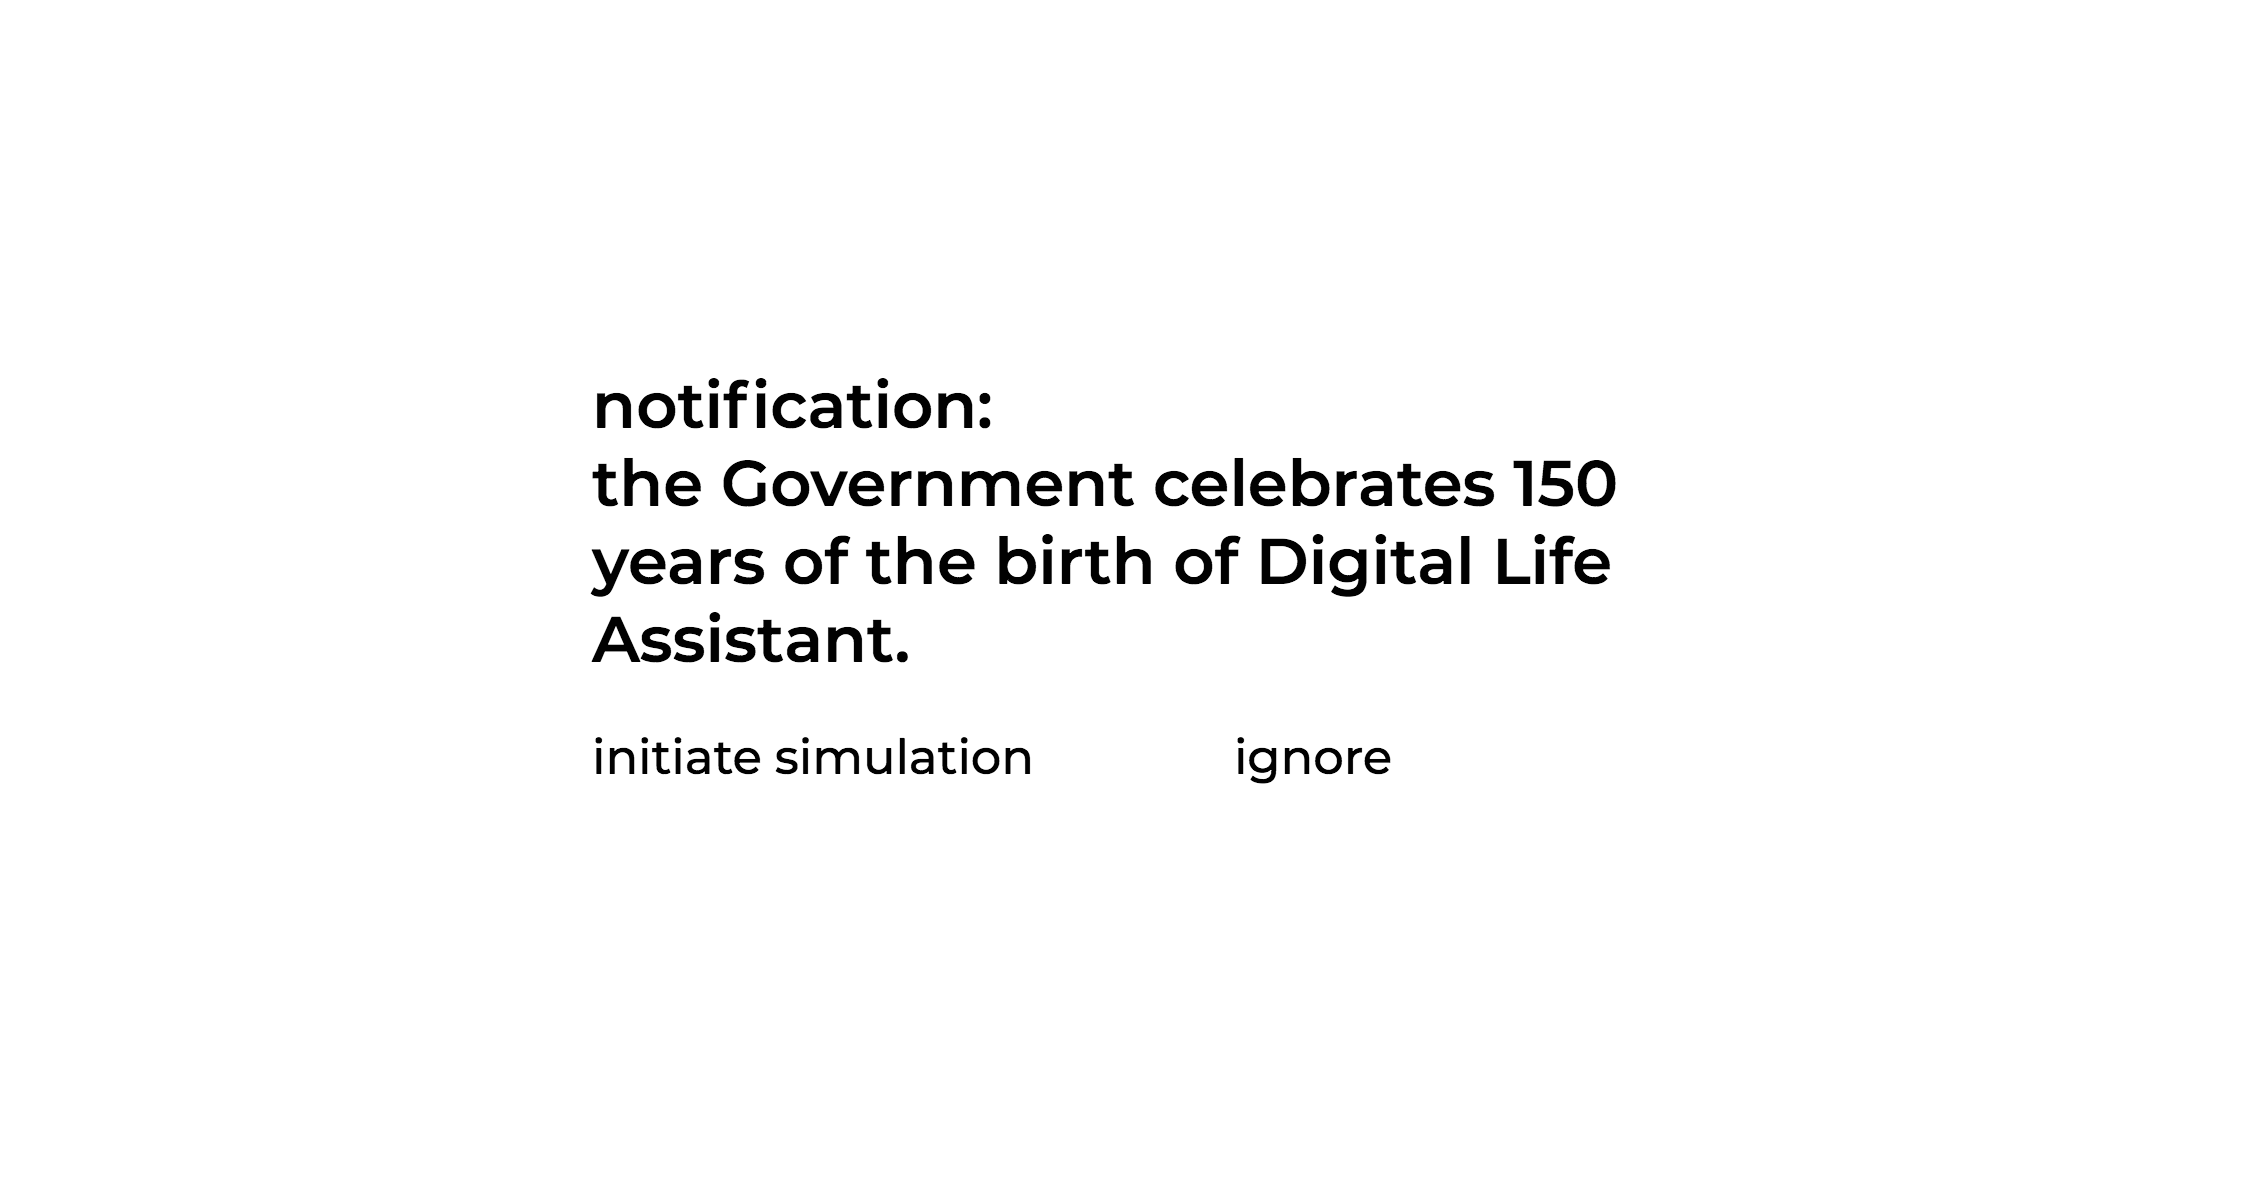 notification:
the Government celebrates 150
years of the birth of Digital Life
Assistant.
initiate simulation
ignore